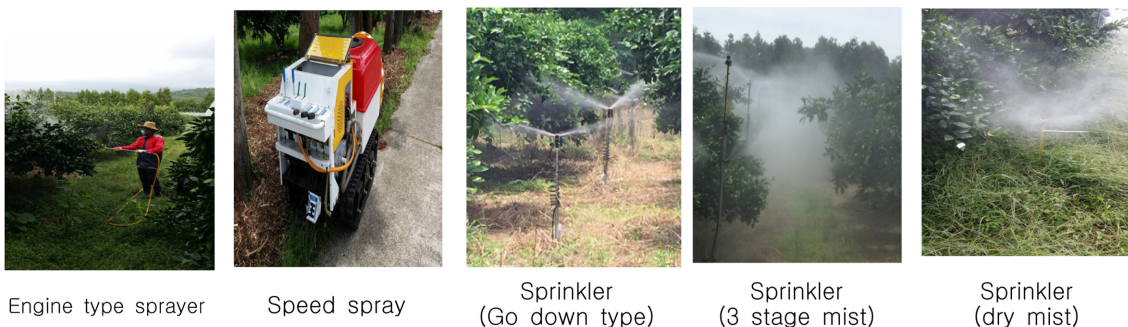 Engine type sprayer
Speed spray
Sprinkler
(Go down type)
Sprinkler
(3 stage mist)
Sprinkler
(dry mist)